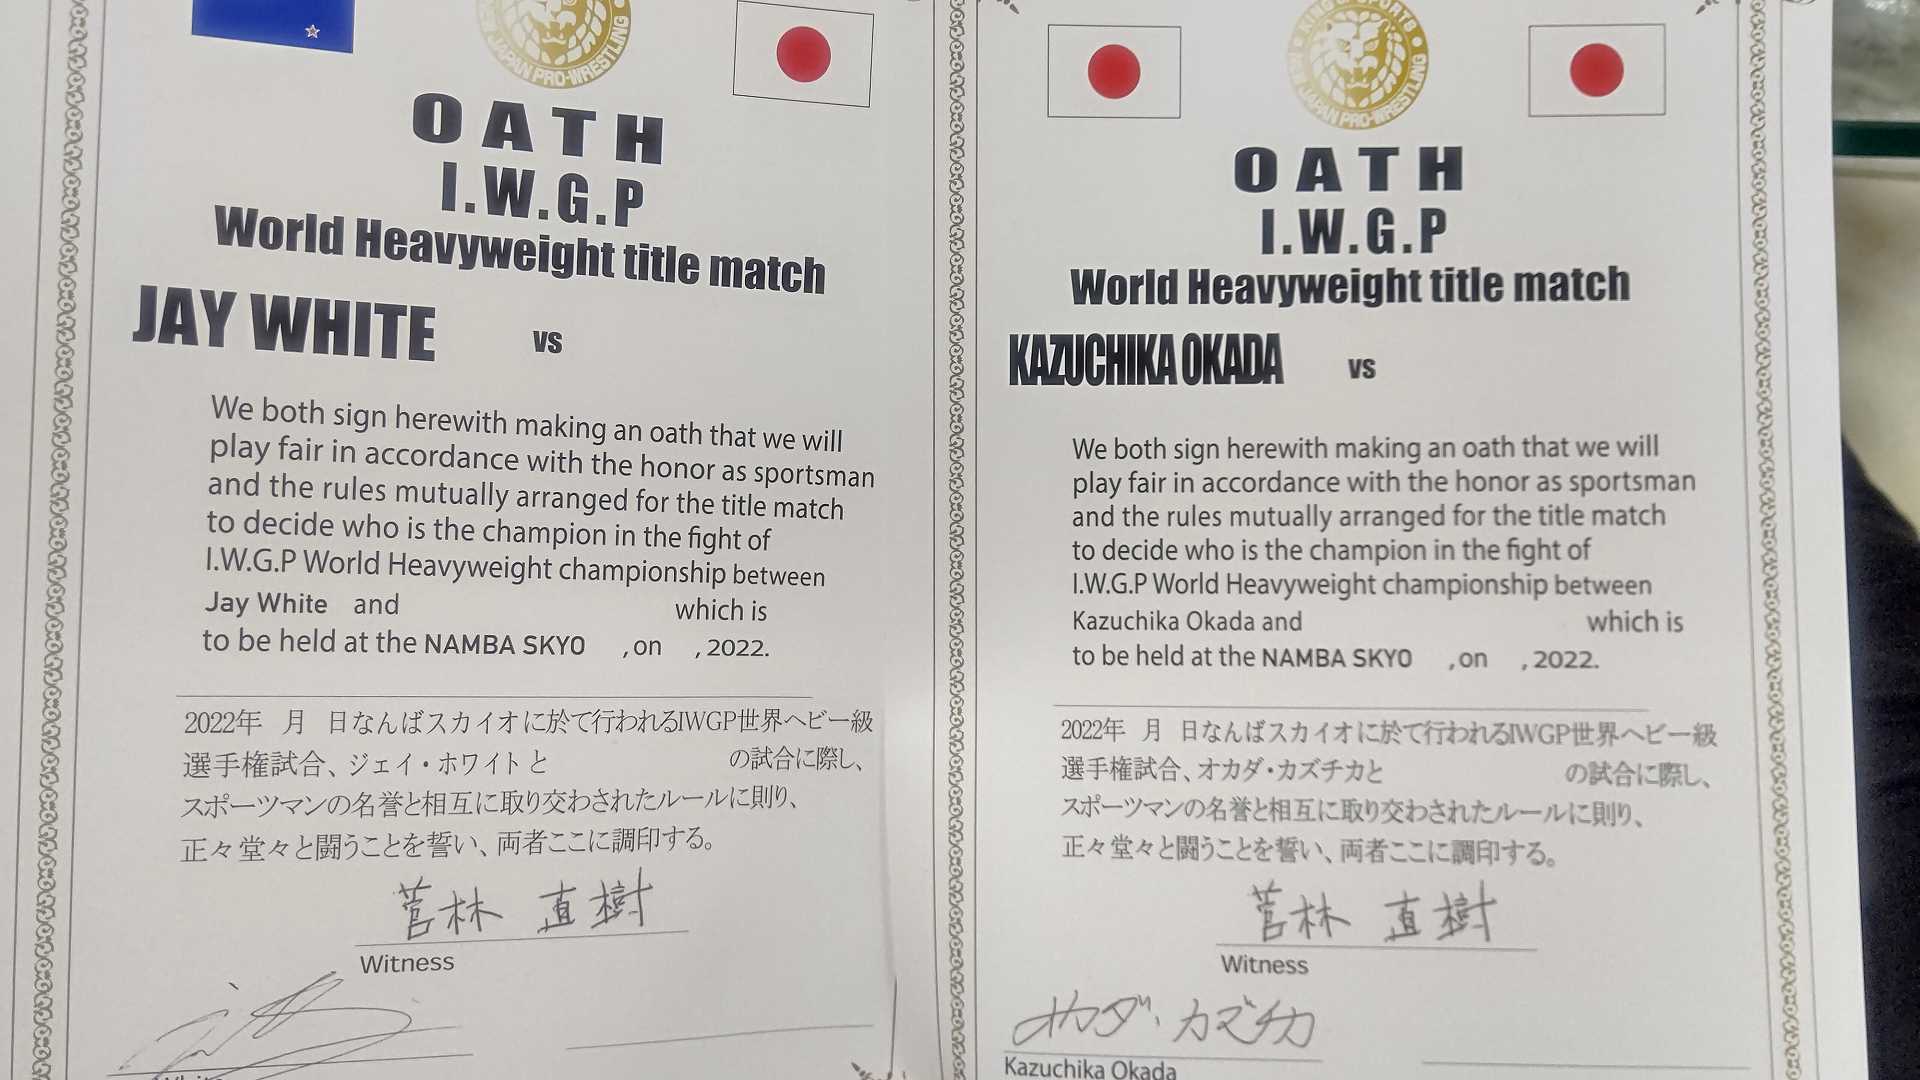 JAPAN PRO-WRESTLING
OATH
I.W.G.P
World Heavyweight title match
JAY WHITE vs
We both sign herewith making an oath that we will
play fair in accordance with the honor as sportsman
and the rules mutually arranged for the title match
to decide who is the champion in the fight of
I.W.G.P World Heavyweight championship between
Jay White and which is
to be held at the NAMBA SKYO , on , 2022.
2022年 月 日なんばスカイオに於て行われるIWGP世界ヘビー級
選手権試合、ジェイ・ホワイトと の試合に際し、
スポーツマンの名誉と相互に取り交わされたルールに則り、
正々堂々と闘うことを誓い、両者ここに調印する。
菅林 直樹
Witness
KING OF SPORTS
NEW JAPAN PRO-WRESTLING
OATH
I.W.G.P
World Heavyweight title match
KAZUCHIKA OKADA vs
We both sign herewith making an oath that we will
play fair in accordance with the honor as sportsman
and the rules mutually arranged for the title match
to decide who is the champion in the fight of
I.W.G.P World Heavyweight championship between
Kazuchika Okada and which is
to be held at the NAMBA SKYO , on , 2022.
2022年 月 日なんばスカイオに於て行われるIWGP世界ヘビー級
選手権試合、オカダ・カズチカと の試合に際し、
スポーツマンの名誉と相互に取り交わされたルールに則り、
正々堂々と闘うことを誓い、両者ここに調印する。
菅林 直樹
Witness
オカダ・カズチカ
Kazuchika Okada